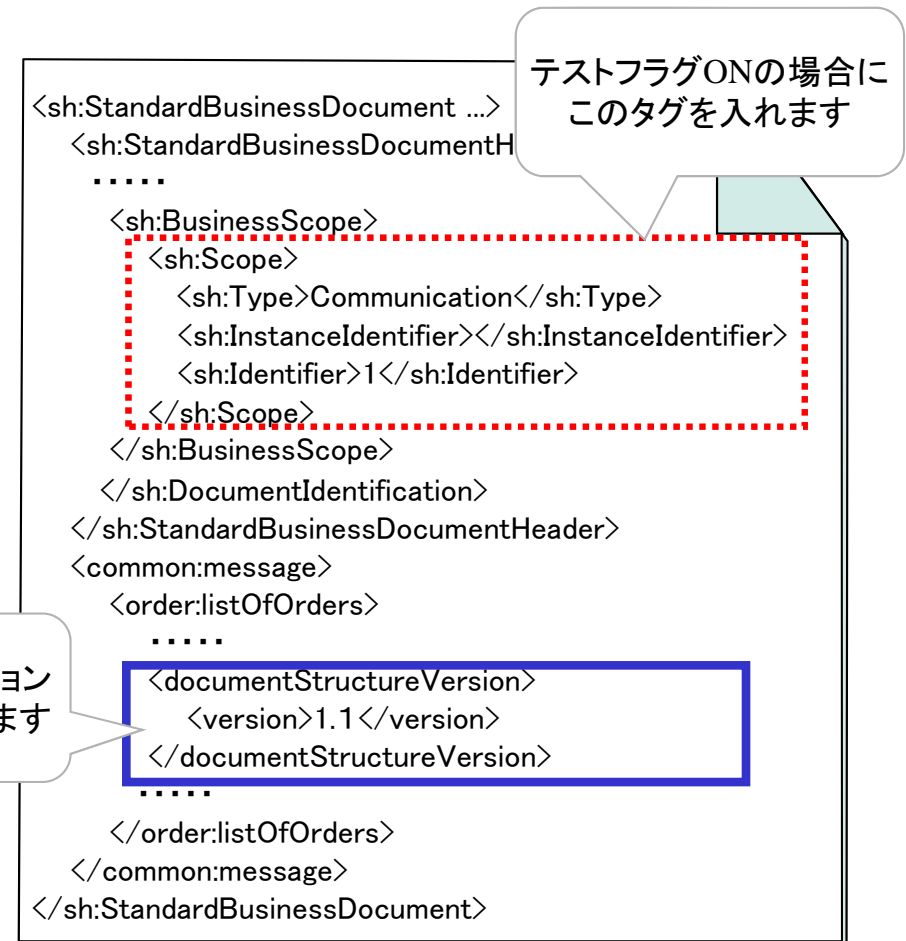 テストフラグONの場合に
このタグを入れます
<sh:StandardBusinessDocument ...>
<sh:StandardBusinessDocumentH
・・・・・
<sh:BusinessScope>
<sh:Scope>
<sh:Type>Communication</sh:Type>
<sh:InstanceIdentifier></sh:InstanceIdentifier>
<sh:Identifier>1</sh:Identifier>
</sh:Scope>
</sh:BusinessScope>
</sh:DocumentIdentification>
</sh:StandardBusinessDocumentHeader>
<common:message>
<order:listOfOrders>
・・・・・
ョン
ます
<documentStructureVersion>
<version>1.1</version>
</documentStructureVersion>
・・・・・
</order:listOfOrders>
</common:message>
</sh:StandardBusinessDocument>